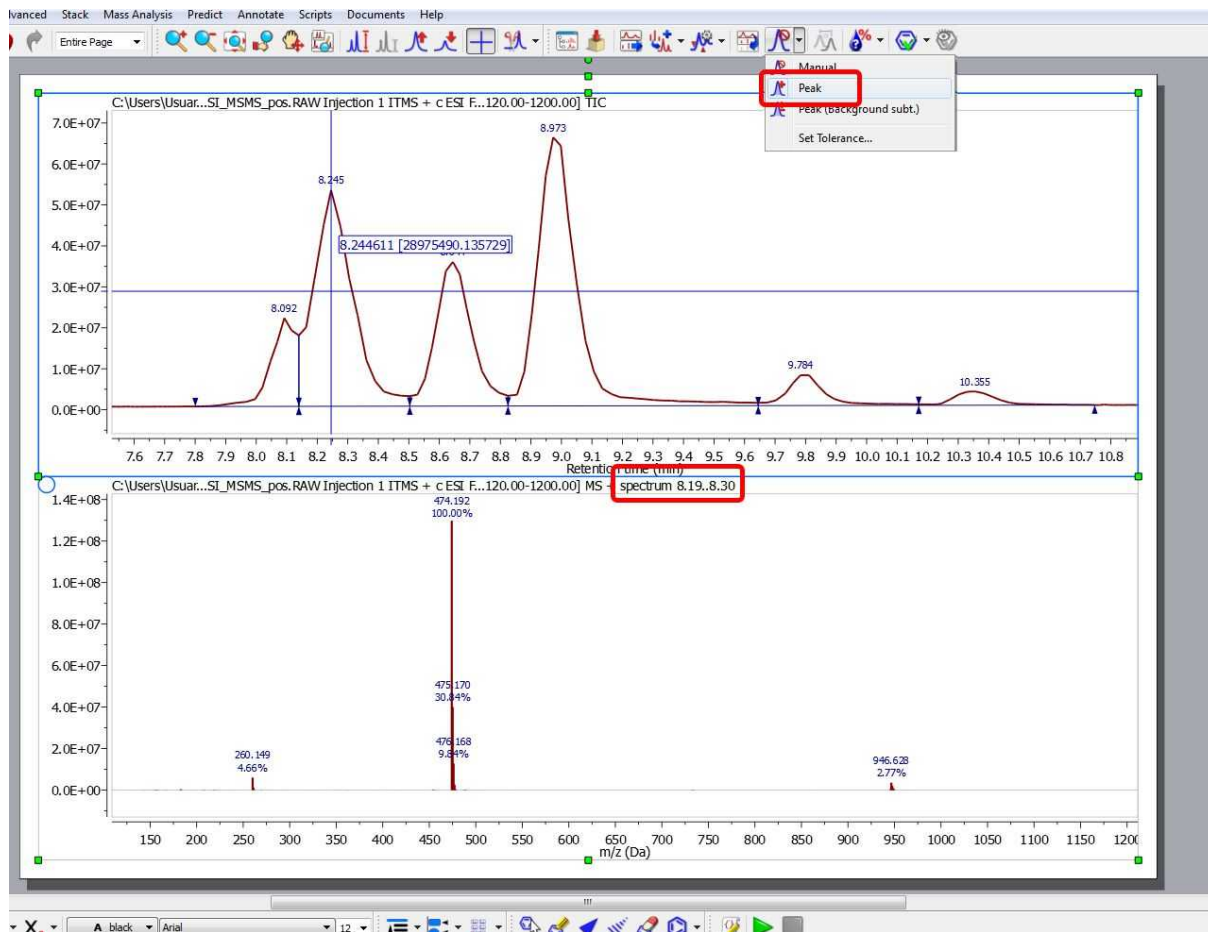 dvanced Stack Mass Analysis Predict Annotate Scripts Documents Help
Entire Page
Manual
Peak
Peak (Background subt.)
Set Tolerance...
C:\Users\Usuar...SI_MSMS_pos.RAW Injection 1 ITMS + c ESI F...120.00-1200.00] TIC
7.0E+07
6.0E+07
5.0E+07
4.0E+07
3.0E+07
2.0E+07
1.0E+07
0.0E+00
8.973
8.245
8.244611 [28975490.135729]
8.092
9.784
10.355
7.6 7.7 7.8 7.9 8.0 8.1 8.2 8.3 8.4 8.5 8.6 8.7 8.8 8.9 9.0 9.1 9.2 9.3 9.4 9.5 9.6 9.7 9.8 9.9 10.0 10.1 10.2 10.3 10.4 10.5 10.6 10.7 10.8
Retention time (min)
C:\Users\Usuar...SI_MSMS_pos.RAW Injection 1 ITMS + c ESI F...120.00-1200.00] MS + spectrum 8.19..8.30
1.4E+08
1.2E+08
1.0E+08
8.0E+07
6.0E+07
4.0E+07
2.0E+07
0.0E+00
474.192
100.00%
475.170
30.84%
476.168
9.84%
260.149
4.66%
946.628
2.77%
150 200 250 300 350 400 450 500 550 600 650 700 750 800 850 900 950 1000 1050 1100 1150 1200
m/z (Da)
A black Arial 12